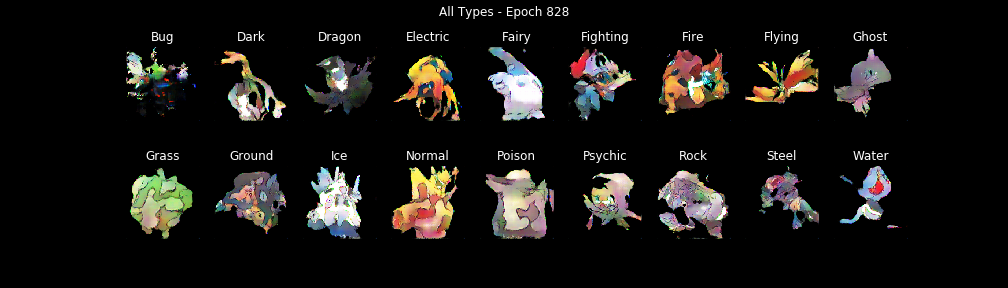 All Types - Epoch 828
Bug Dark Dragon Electric Fairy Fighting Fire Flying Ghost
Grass Ground Ice Normal Poison Psychic Rock Steel Water